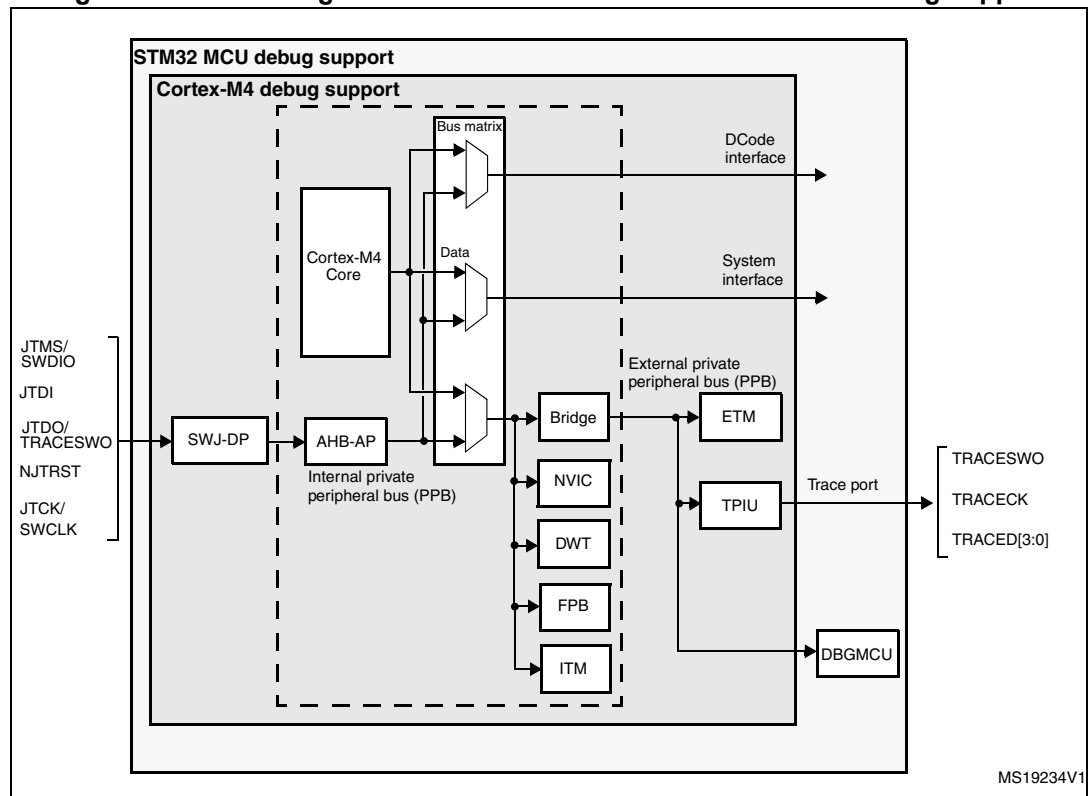 STM32 MCU debug support
Cortex-M4 debug support
Bus matrix
DCode
interface
Cortex-M4
Core
Data
System
interface
JTMS/
SWDIO
JTDI
JTDO/
TRACESWO
NJTRST
JTCK/
SWCLK
SWJ-DP
AHB-AP
Internal private
peripheral bus (PPB)
External private
peripheral bus (PPB)
Bridge
NVIC
DWT
FPB
ITM
ETM
TPIU
Trace port
TRACESWO
TRACECK
TRACED[3:0]
DBGMCU
MS19234V1